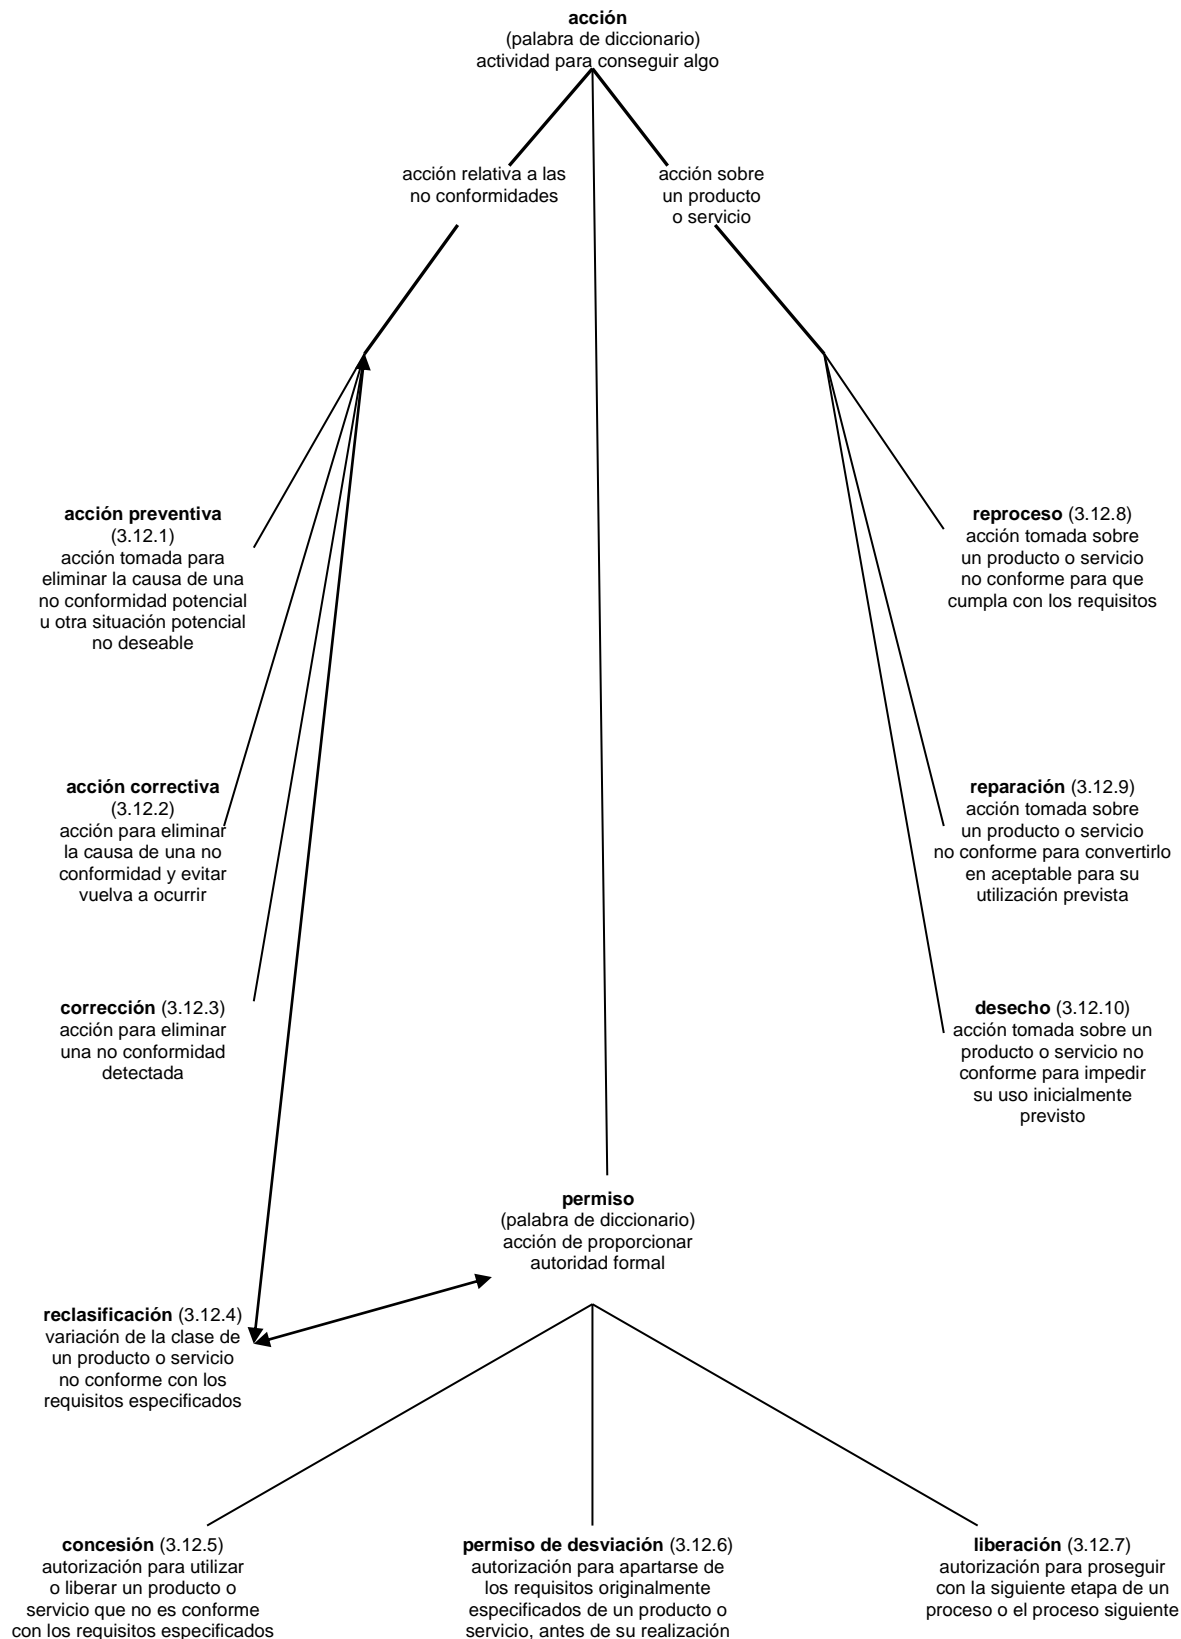 acción
(palabra de diccionario)
actividad para conseguir algo
acción relativa a las
no conformidades
acción sobre
un producto
o servicio
acción preventiva
(3.12.1)
acción tomada para
eliminar la causa de una
no conformidad potencial
u otra situación potencial
no deseable
reproceso (3.12.8)
acción tomada sobre
un producto o servicio
no conforme para que
cumpla con los requisitos
acción correctiva
(3.12.2)
acción para eliminar
la causa de una no
conformidad y evitar
vuelva a ocurrir
reparación (3.12.9)
acción tomada sobre
un producto o servicio
no conforme para convertirlo
en aceptable para su
utilización prevista
corrección (3.12.3)
acción para eliminar
una no conformidad
detectada
desecho (3.12.10)
acción tomada sobre un
producto o servicio no
conforme para impedir
su uso inicialmente
previsto
permiso
(palabra de diccionario)
acción de proporcionar
autoridad formal
reclasificación (3.12.4)
variación de la clase de
un producto o servicio
no conforme con los
requisitos especificados
concesión (3.12.5)
autorización para utilizar
o liberar un producto o
servicio que no es conforme
con los requisitos especificados
permiso de desviación (3.12.6)
autorización para apartarse de
los requisitos originalmente
especificados de un producto o
servicio, antes de su realización
liberación (3.12.7)
autorización para proseguir
con la siguiente etapa de un
proceso o el proceso siguiente